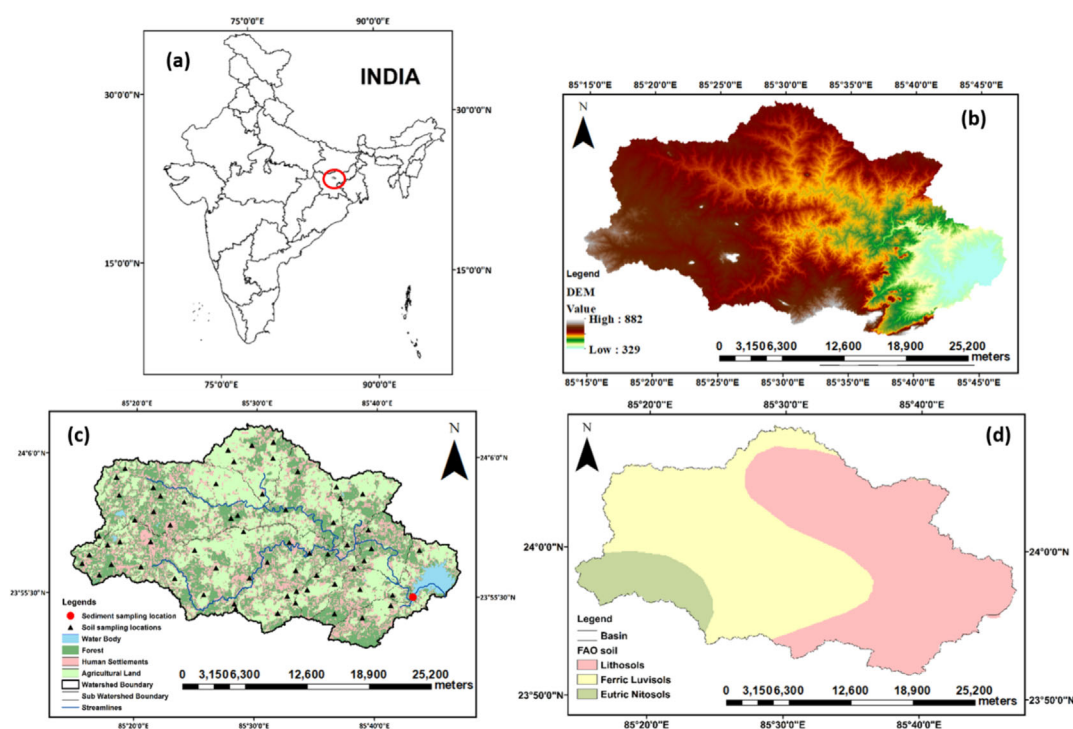 75°0'0"E 90°0'0"E
(a)
INDIA
30°0'0"N 30°0'0"N
15°0'0"N 15°0'0"N
75°0'0"E 90°0'0"E
85°15'0"E 85°20'0"E 85°25'0"E 85°30'0"E 85°35'0"E 85°40'0"E 85°45'0"E
N
(b)
Legend
DEM
Value
High : 882
Low : 329
0 3,150 6,300 12,600 18,900 25,200
meters
85°15'0"E 85°20'0"E 85°25'0"E 85°30'0"E 85°35'0"E 85°40'0"E 85°45'0"E
85°20'0"E 85°30'0"E 85°40'0"E
(c)
N
24°6'0"N 24°6'0"N
23°55'30"N 23°55'30"N
Legends
Sediment sampling location
Soil sampling locations
Water Body
Forest
Human Settlements
Agricultural Land
Watershed Boundary
Sub Watershed Boundary
Streamlines
0 3,150 6,300 12,600 18,900 25,200
meters
85°20'0"E 85°30'0"E 85°40'0"E
85°20'0"E 85°30'0"E 85°40'0"E
N
(d)
24°0'0"N 24°0'0"N
Legend
Basin
FAO soil
Lithosols
Ferric Luvisols
Eutric Nitosols
23°50'0"N 23°50'0"N
0 3,150 6,300 12,600 18,900 25,200
meters
85°20'0"E 85°30'0"E 85°40'0"E